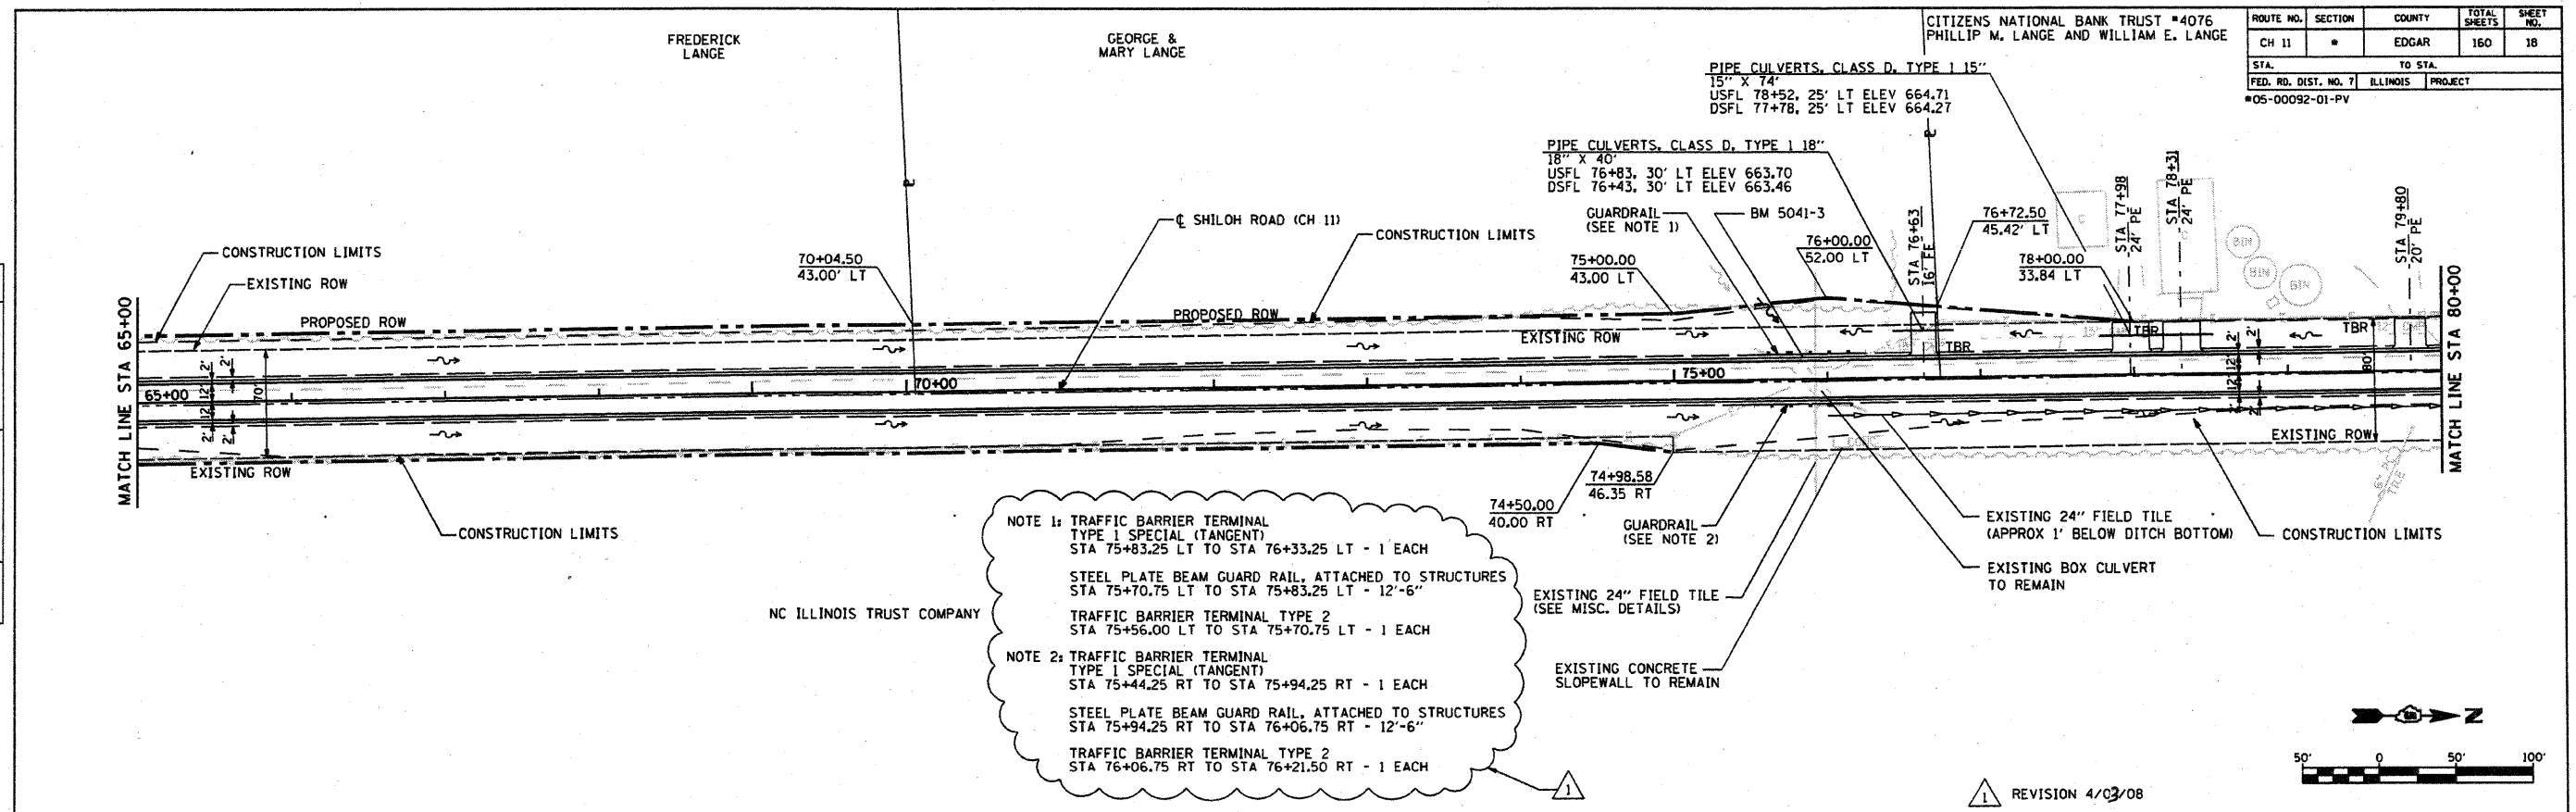 FREDERICK
LANGE
GEORGE &
MARY LANGE
CITIZENS NATIONAL BANK TRUST #4076
PHILLIP M. LANGE AND WILLIAM E. LANGE
ROUTE NO. SECTION COUNTY TOTAL SHEETS SHEET NO.
CH 11 * EDGAR 160 18
STA. TO STA.
FED. RD. DIST. NO. 7 ILLINOIS PROJECT
*05-00092-01-PV
PIPE CULVERTS, CLASS D, TYPE 1 15"
15" X 74'
USFL 78+52, 25' LT ELEV 664.71
DSFL 77+78, 25' LT ELEV 664.27
PIPE CULVERTS, CLASS D, TYPE 1 18"
18" X 40'
USFL 76+83, 30' LT ELEV 663.70
DSFL 76+43, 30' LT ELEV 663.46
GUARDRAIL
(SEE NOTE 1)
BM 5041-3
℄ SHILOH ROAD (CH 11)
CONSTRUCTION LIMITS
CONSTRUCTION LIMITS
EXISTING ROW
70+04.50
43.00' LT
75+00.00
43.00 LT
76+00.00
52.00 LT
STA 76+63
16' FE
76+72.50
45.42' LT
78+00.00
33.84 LT
STA 77+98
24' PE
STA 78+31
24' PE
STA 79+80
20' PE
BIN
BIN
BIN
PROPOSED ROW
PROPOSED ROW
EXISTING ROW
TBR
TBR
TBR
MATCH LINE STA 65+00
MATCH LINE STA 80+00
65+00
70+00
75+00
2' 12' 12' 2'
2' 2'
70'
2' 12' 12' 2'
2' 2'
80'
EXISTING ROW
EXISTING ROW
CONSTRUCTION LIMITS
74+50.00
40.00 RT
74+98.58
46.35 RT
GUARDRAIL
(SEE NOTE 2)
EXISTING 24" FIELD TILE
(SEE MISC. DETAILS)
EXISTING CONCRETE
SLOPEWALL TO REMAIN
EXISTING 24" FIELD TILE
(APPROX 1' BELOW DITCH BOTTOM)
EXISTING BOX CULVERT
TO REMAIN
CONSTRUCTION LIMITS
TILE
NC ILLINOIS TRUST COMPANY
NOTE 1: TRAFFIC BARRIER TERMINAL
TYPE 1 SPECIAL (TANGENT)
STA 75+83.25 LT TO STA 76+33.25 LT - 1 EACH
STEEL PLATE BEAM GUARD RAIL, ATTACHED TO STRUCTURES
STA 75+70.75 LT TO STA 75+83.25 LT - 12'-6"
TRAFFIC BARRIER TERMINAL TYPE 2
STA 75+56.00 LT TO STA 75+70.75 LT - 1 EACH
NOTE 2: TRAFFIC BARRIER TERMINAL
TYPE 1 SPECIAL (TANGENT)
STA 75+44.25 RT TO STA 75+94.25 RT - 1 EACH
STEEL PLATE BEAM GUARD RAIL, ATTACHED TO STRUCTURES
STA 75+94.25 RT TO STA 76+06.75 RT - 12'-6"
TRAFFIC BARRIER TERMINAL TYPE 2
STA 76+06.75 RT TO STA 76+21.50 RT - 1 EACH
1
1 REVISION 4/03/08
Z
50' 0 50' 100'